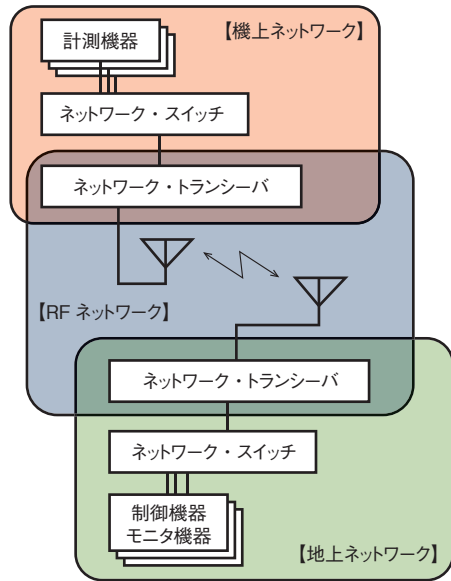 計測機器
【機上ネットワーク】
ネットワーク・スイッチ
ネットワーク・トランシーバ
【RF ネットワーク】
ネットワーク・トランシーバ
ネットワーク・スイッチ
制御機器
モニタ機器
【地上ネットワーク】